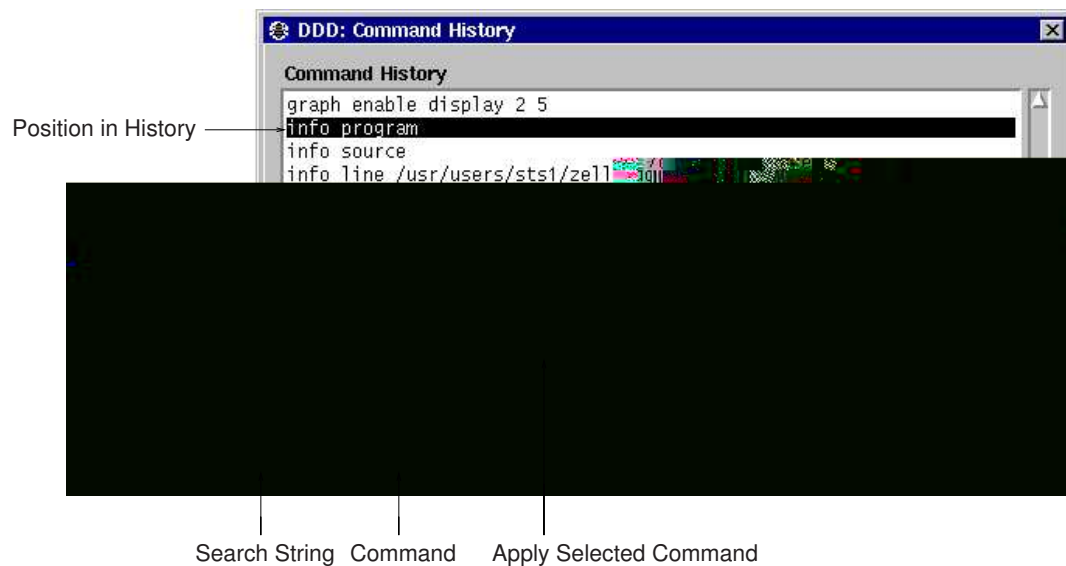 DDD: Command History
Command History
graph enable display 2 5
Position in History
info program
info source
info line /usr/users/sts1/zell
Search String
Command
Apply Selected Command